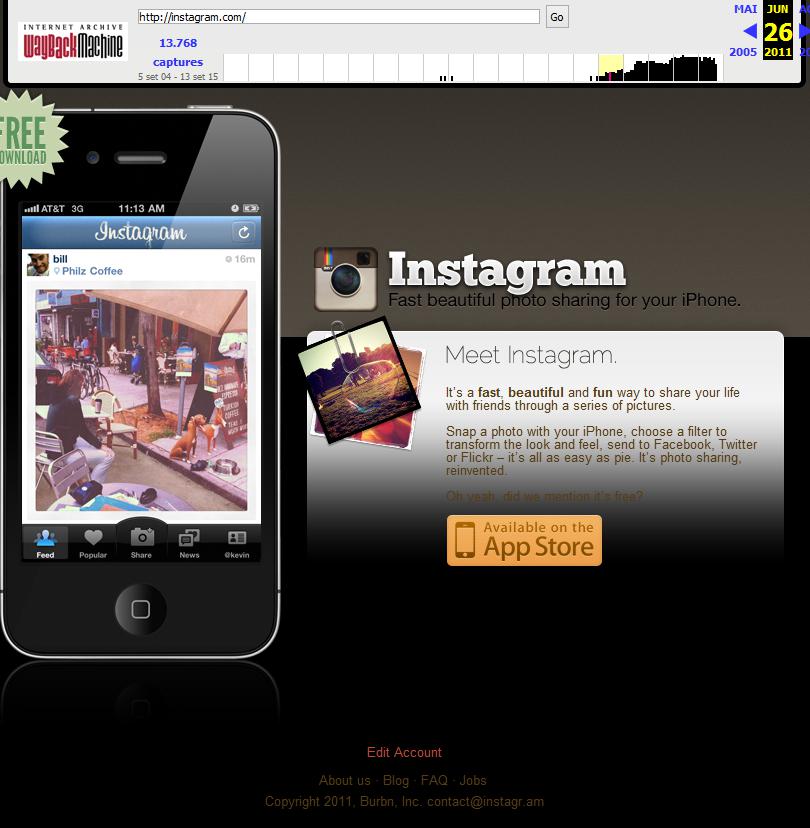 INTERNET ARCHIVE
WayBackMachine
http://instagram.com/
Go
13.768
captures
5 set 04 - 13 set 15
MAI JUN
26
2005 2011
FREE
DOWNLOAD
AT&T 3G 11:13 AM
Instagram
bill 16m
Philz Coffee
TURKISH
COFFEE
Feed Popular Share News @kevin
Instagram
Fast beautiful photo sharing for your iPhone.
Meet Instagram.
It's a fast, beautiful and fun way to share your life
with friends through a series of pictures.
Snap a photo with your iPhone, choose a filter to
transform the look and feel, send to Facebook, Twitter
or Flickr – it's all as easy as pie. It's photo sharing,
reinvented.
Oh yeah, did we mention it's free?
Available on the
App Store
Edit Account
About us · Blog · FAQ · Jobs
Copyright 2011, Burbn, Inc. contact@instagr.am